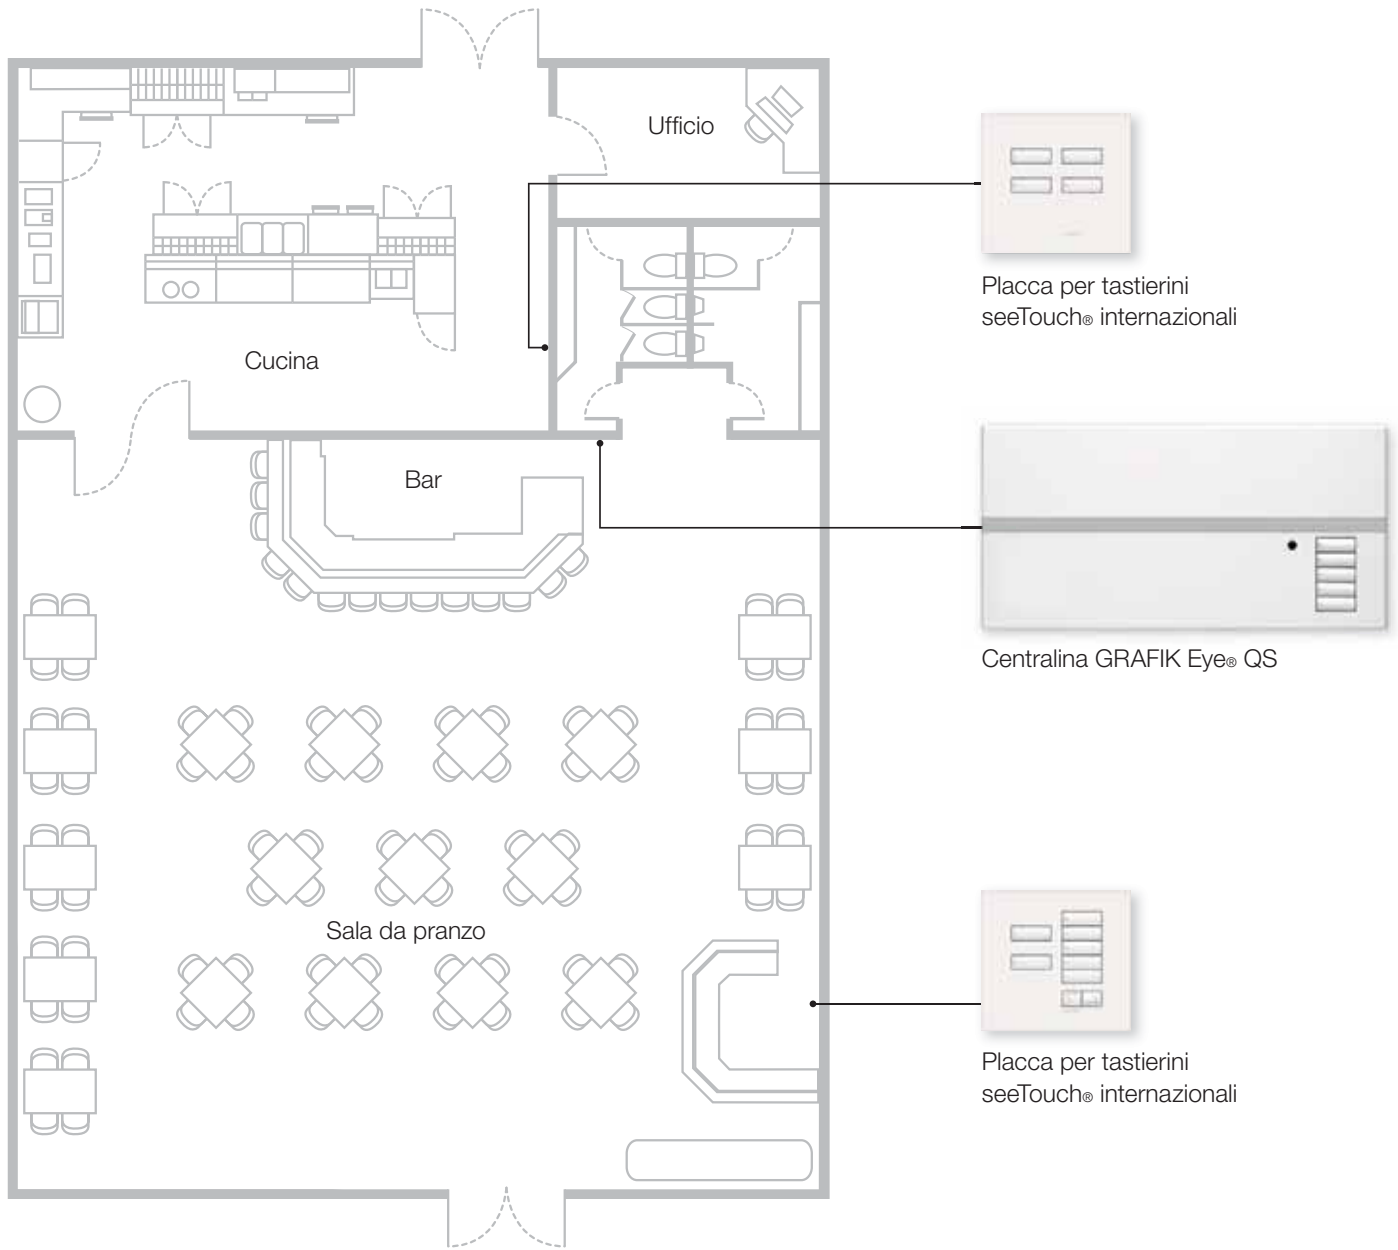 Ufficio
Placca per tastierini
seeTouch® internazionali
Cucina
Bar
Centralina GRAFIK Eye® QS
Sala da pranzo
Placca per tastierini
seeTouch® internazionali